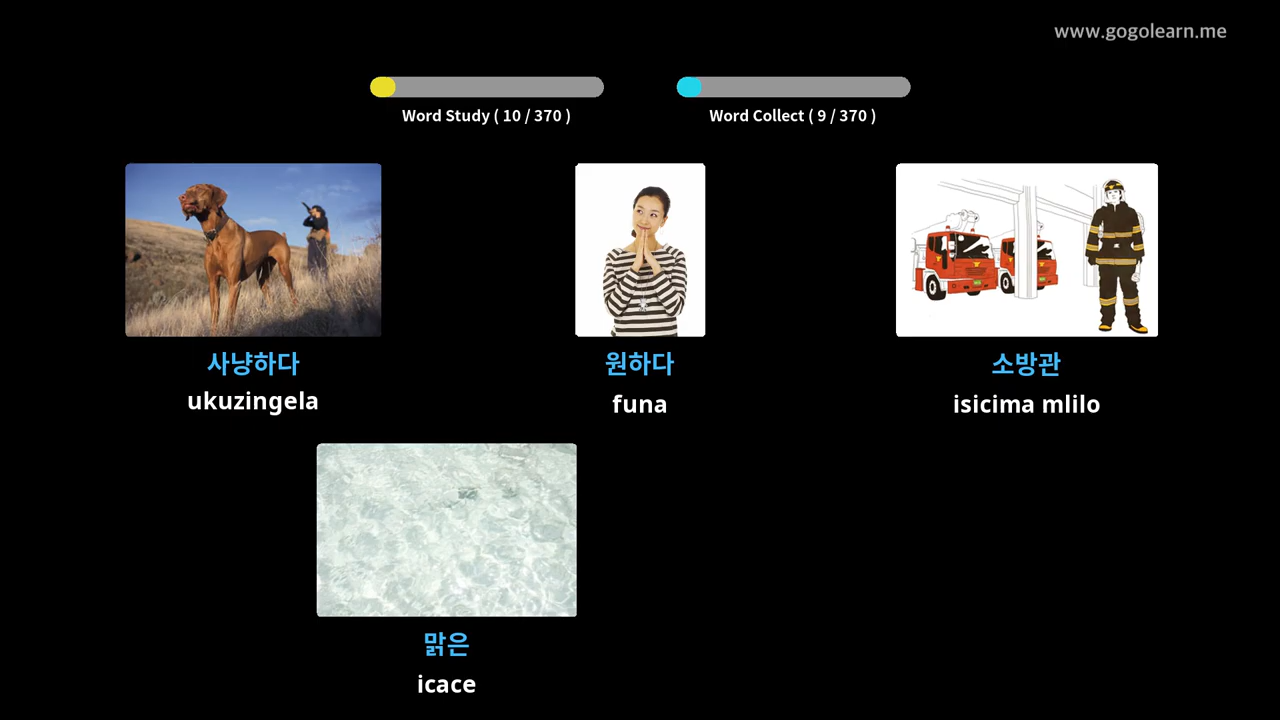 www.gogolearn.me
Word Study ( 10 / 370 )
Word Collect ( 9 / 370 )
사냥하다
ukuzingela
원하다
funa
소방관
isicima mlilo
맑은
icace